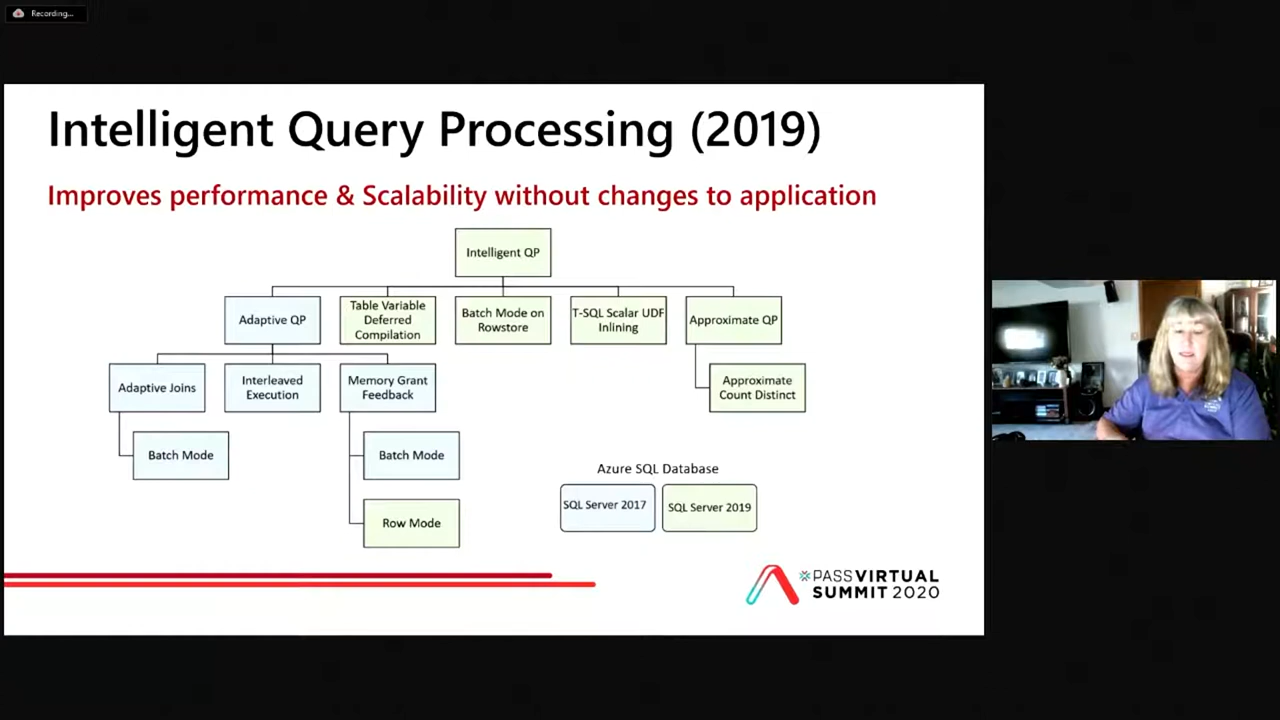 Recording...
Intelligent Query Processing (2019)
Improves performance & Scalability without changes to application
Intelligent QP
Adaptive QP
Table Variable
Deferred
Compilation
Batch Mode on
Rowstore
T-SQL Scalar UDF
Inlining
Approximate QP
Adaptive Joins
Interleaved
Execution
Memory Grant
Feedback
Approximate
Count Distinct
Batch Mode
Batch Mode
Row Mode
Azure SQL Database
SQL Server 2017
SQL Server 2019
PASS VIRTUAL
SUMMIT 2020